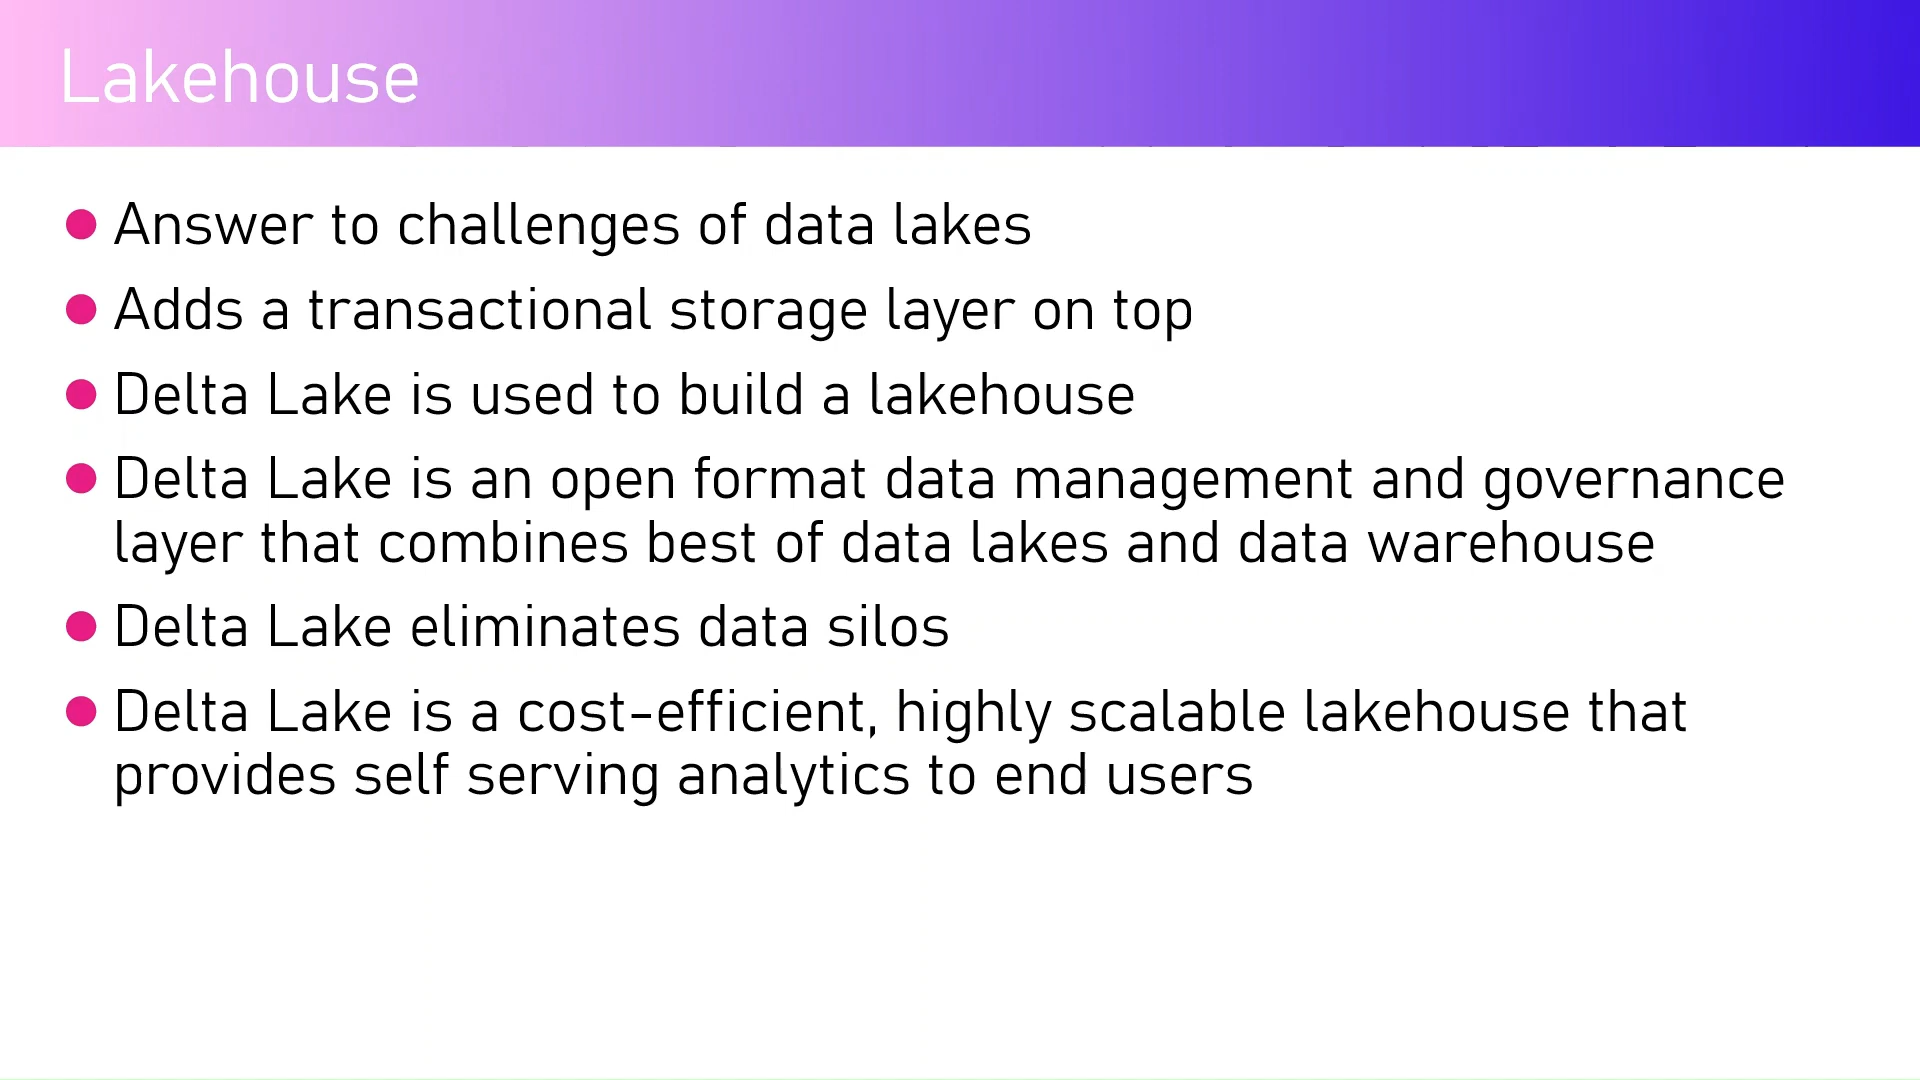 Lakehouse
Answer to challenges of data lakes
Adds a transactional storage layer on top
Delta Lake is used to build a lakehouse
Delta Lake is an open format data management and governance
layer that combines best of data lakes and data warehouse
Delta Lake eliminates data silos
Delta Lake is a cost-efficient, highly scalable lakehouse that
provides self serving analytics to end users